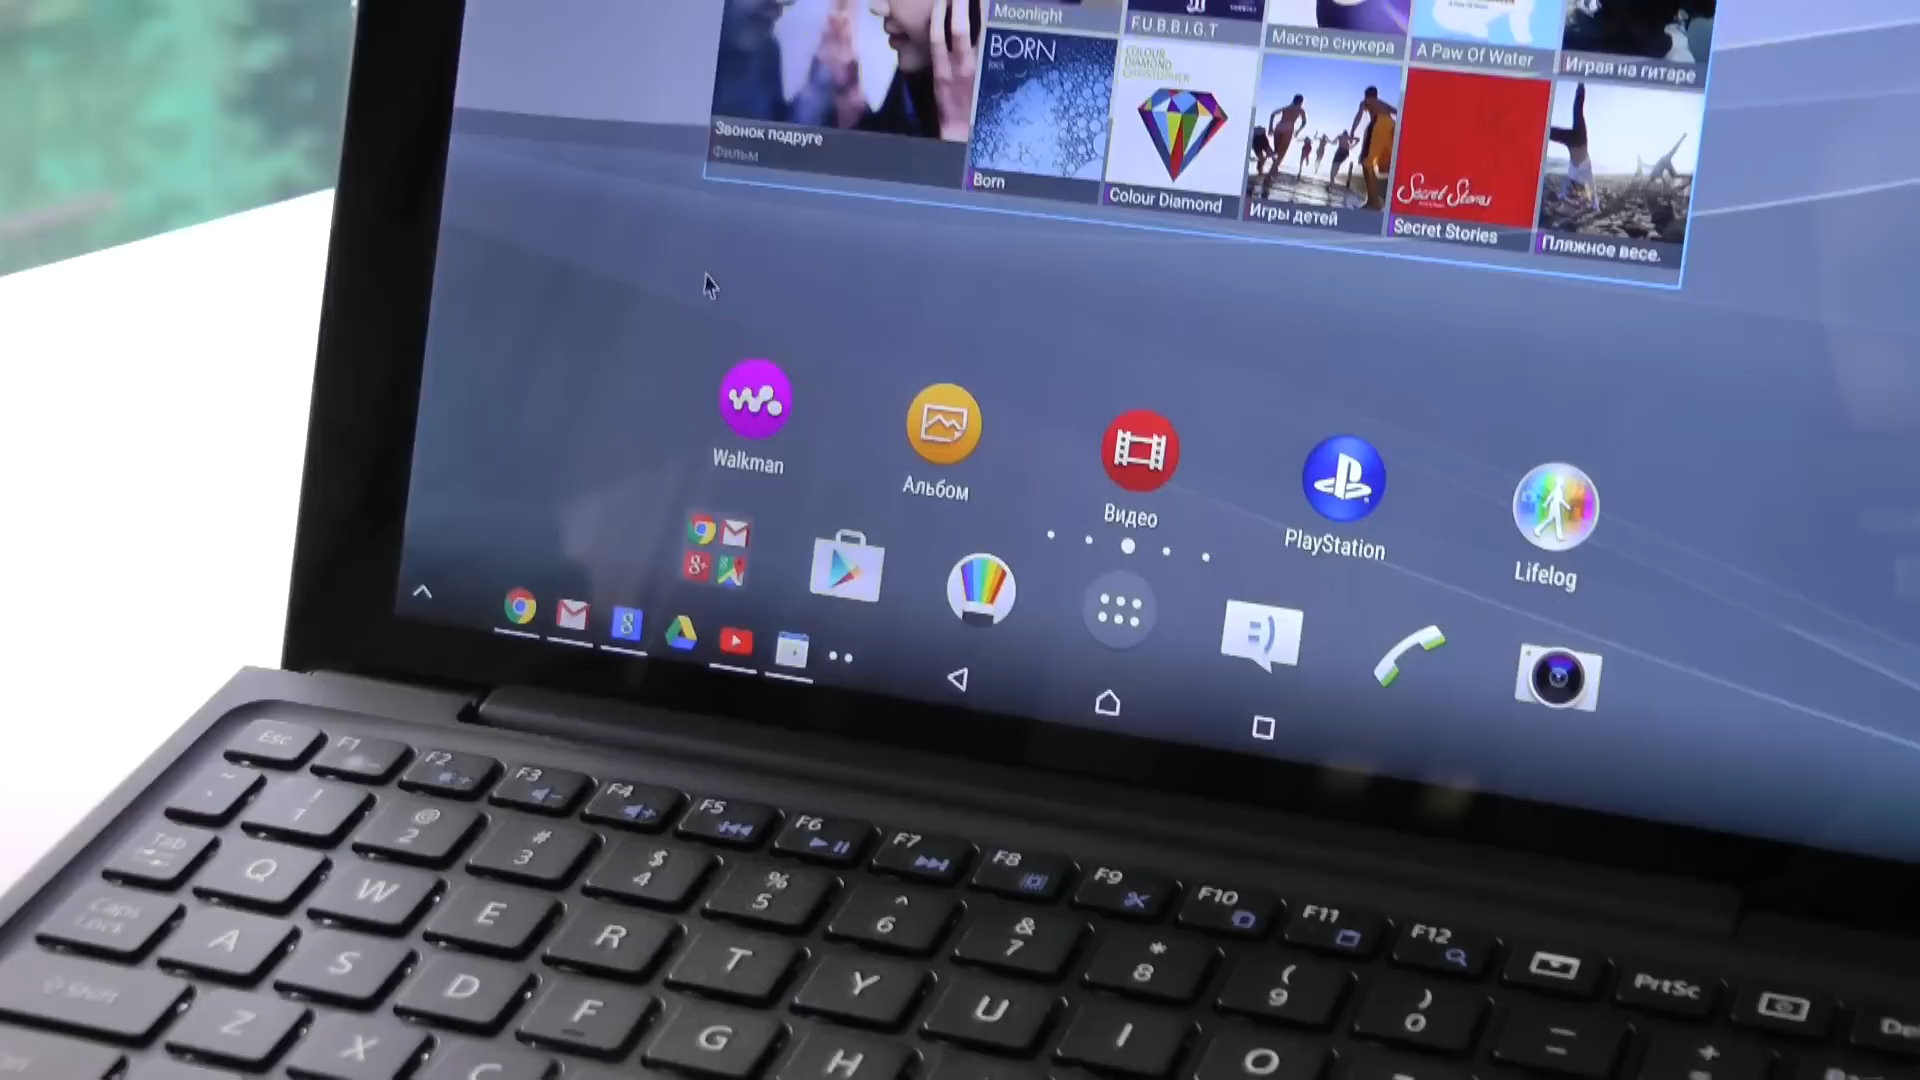 Moonlight
F.U.B.B.I.G.T
Мастер снукера
A Paw Of Water
Играя на гитаре
BORN
COLOUR
DIAMOND
CHRISTOPHER
Secret Stories
Звонок подруге
Фильм
Born
Colour Diamond
Игры детей
Secret Stories
Пляжное весе.
Walkman
Альбом
Видео
PlayStation
Lifelog
Esc F1 F2 F3 F4 F5 F6 F7 F8 F9 F10 F11 F12 PrtSc
~ ` ! 1 @ 2 # 3 $ 4 % 5 ^ 6 & 7 * 8 ( 9 ) 0
Tab Q W E R T Y U I O
Caps Lock A S D F G H
Shift Z X C